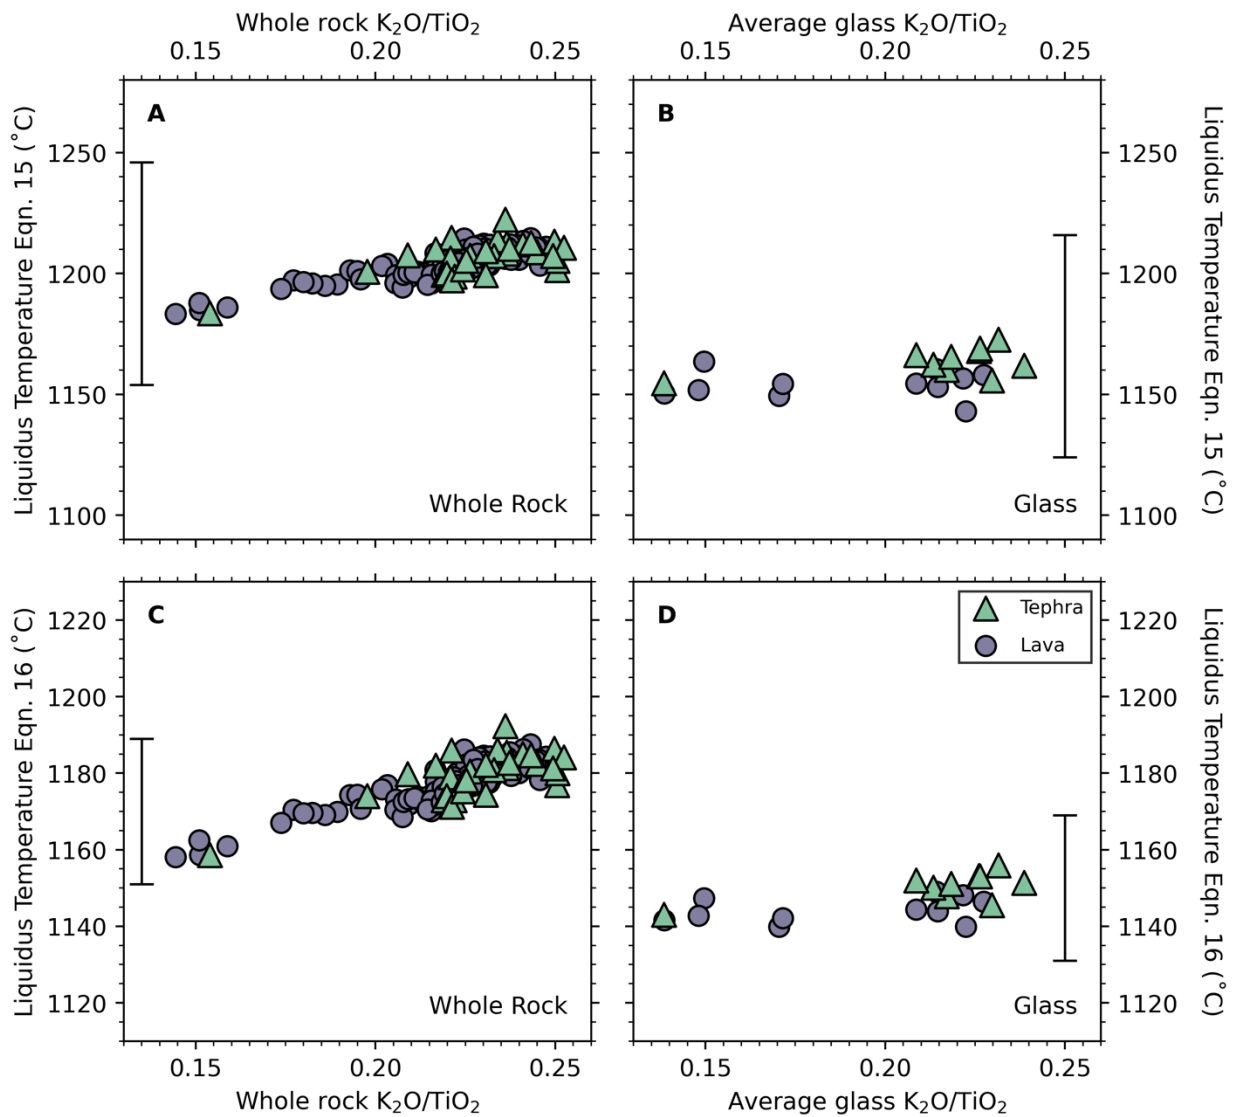 Whole rock K₂O/TiO₂
Average glass K₂O/TiO₂
0.15 0.20 0.25
0.15 0.20 0.25
A
B
Liquidus Temperature Eqn. 15 (˚C)
1250
1200
1150
1100
Whole Rock
Glass
1250
1200
1150
1100
Liquidus Temperature Eqn. 15 (˚C)
C
D
Tephra
Lava
Liquidus Temperature Eqn. 16 (˚C)
1220
1200
1180
1160
1140
1120
Whole Rock
Glass
1220
1200
1180
1160
1140
1120
Liquidus Temperature Eqn. 16 (˚C)
0.15 0.20 0.25
0.15 0.20 0.25
Whole rock K₂O/TiO₂
Average glass K₂O/TiO₂